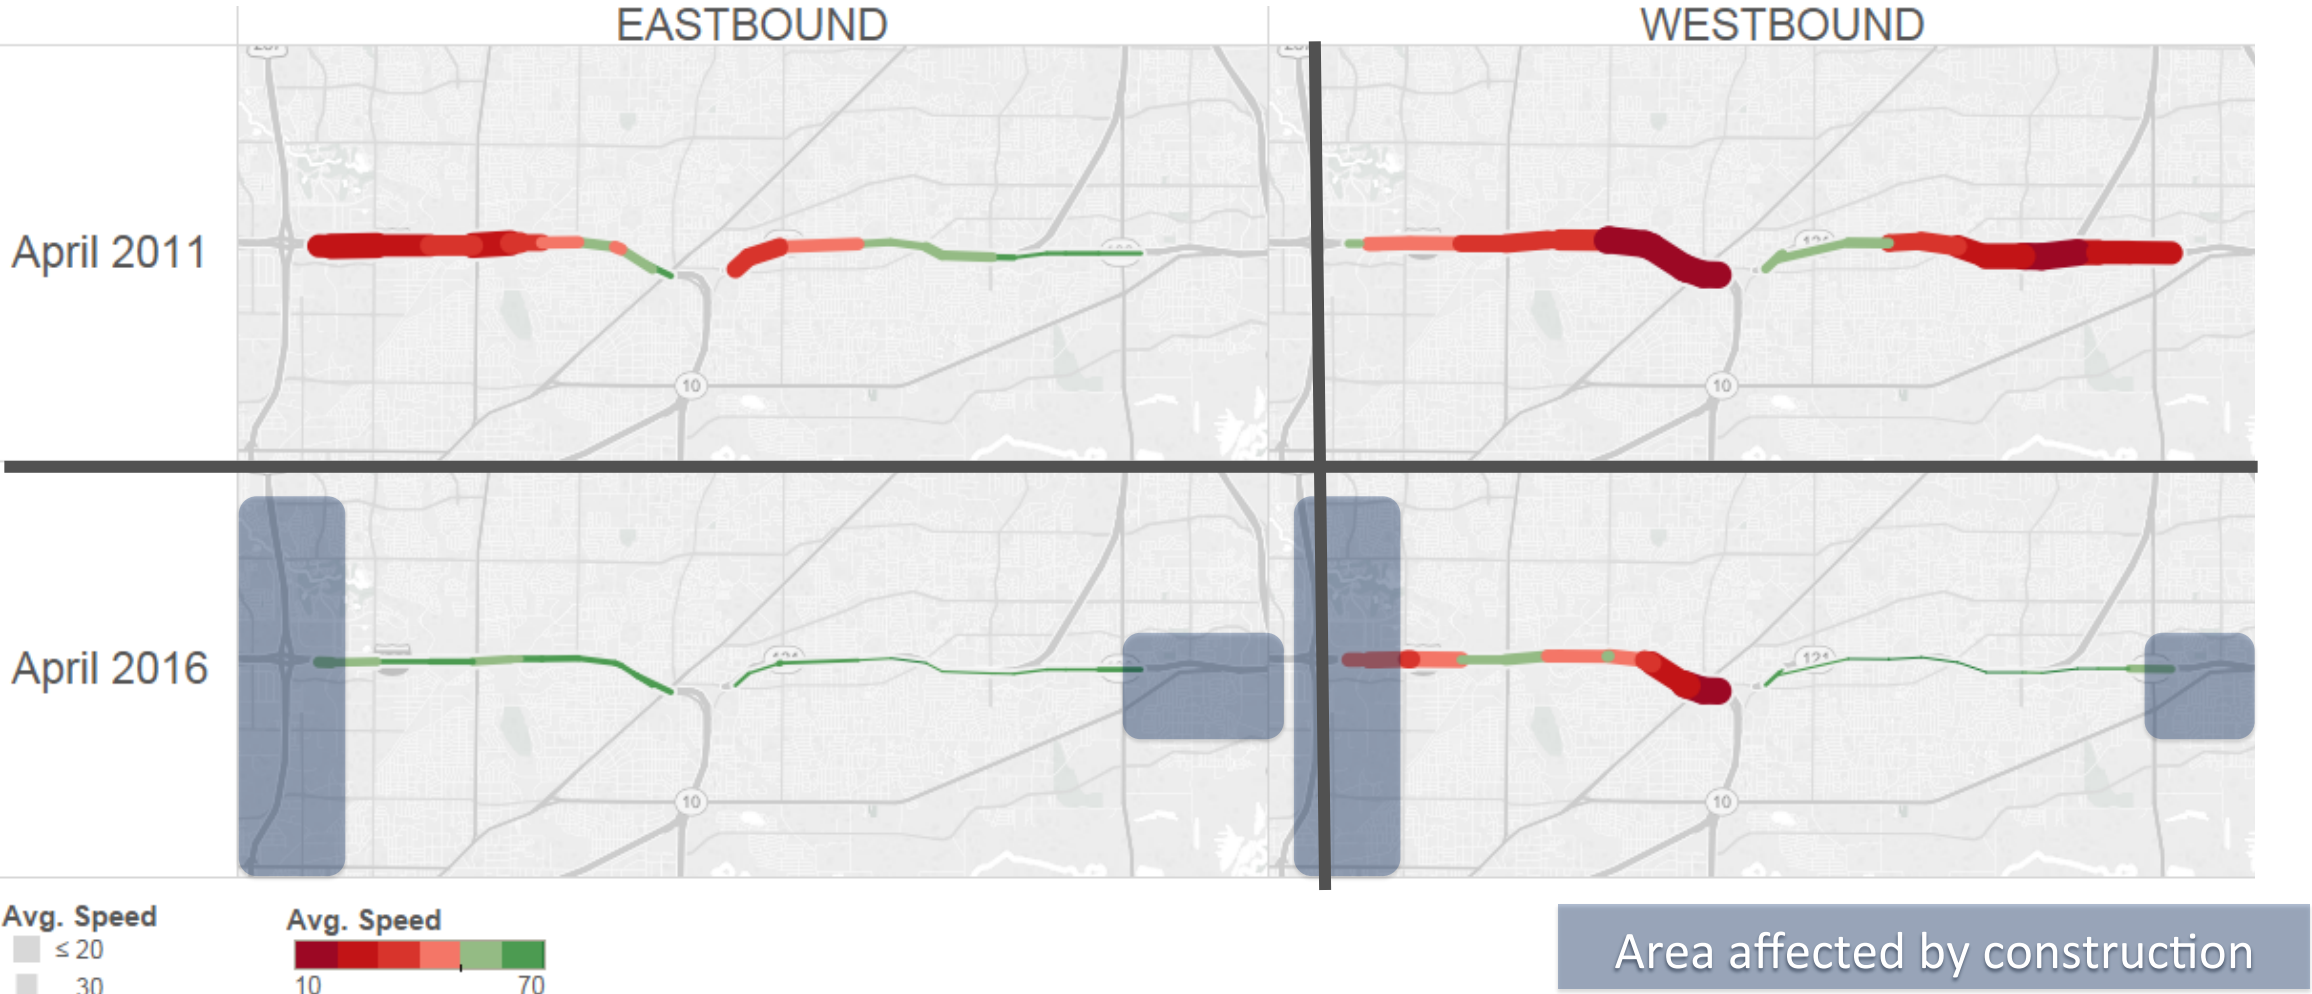 EASTBOUND
WESTBOUND
April 2011
10
10
April 2016
121
10
10
Avg. Speed
≤ 20
30
Avg. Speed
10
70
Area affected by construction